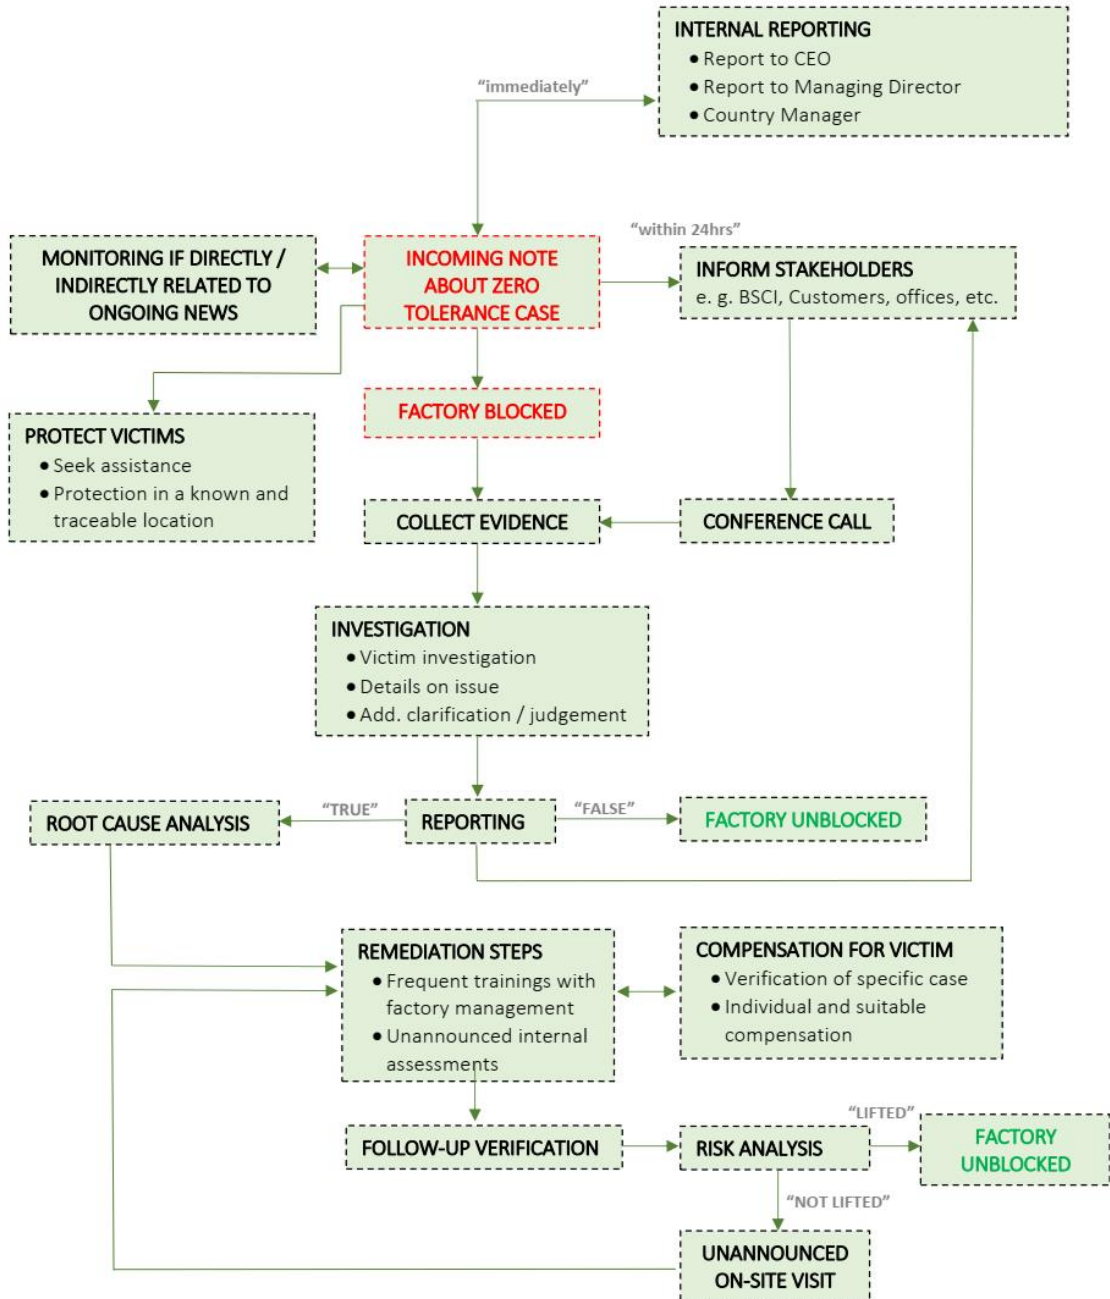 INTERNAL REPORTING
● Report to CEO
● Report to Managing Director
● Country Manager
“immediately”
“within 24hrs”
MONITORING IF DIRECTLY /
INDIRECTLY RELATED TO
ONGOING NEWS
INCOMING NOTE
ABOUT ZERO
TOLERANCE CASE
INFORM STAKEHOLDERS
e. g. BSCI, Customers, offices, etc.
FACTORY BLOCKED
PROTECT VICTIMS
● Seek assistance
● Protection in a known and
traceable location
COLLECT EVIDENCE
CONFERENCE CALL
INVESTIGATION
● Victim investigation
● Details on issue
● Add. clarification / judgement
ROOT CAUSE ANALYSIS
“TRUE”
REPORTING
“FALSE”
FACTORY UNBLOCKED
REMEDIATION STEPS
● Frequent trainings with
factory management
● Unannounced internal
assessments
COMPENSATION FOR VICTIM
● Verification of specific case
● Individual and suitable
compensation
FOLLOW-UP VERIFICATION
RISK ANALYSIS
“LIFTED”
FACTORY
UNBLOCKED
“NOT LIFTED”
UNANNOUNCED
ON-SITE VISIT